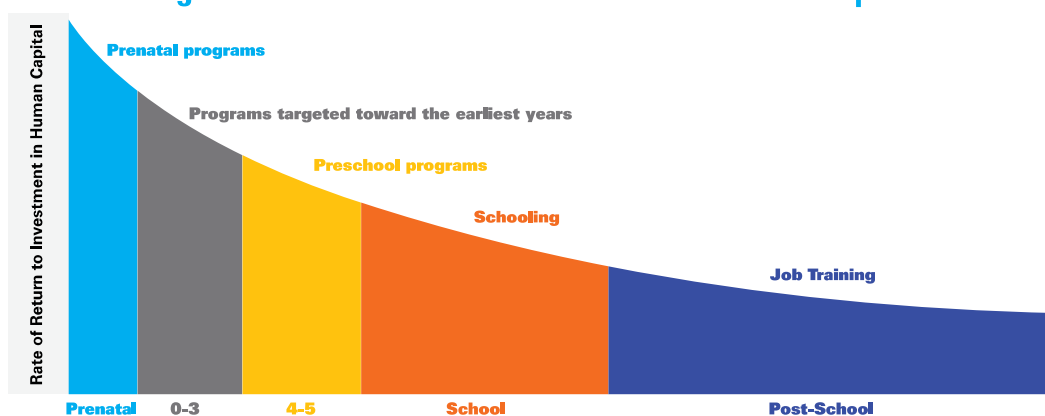 Rate of Return to Investment in Human Capital
Prenatal programs
Programs targeted toward the earliest years
Preschool programs
Schooling
Job Training
Prenatal
0-3
4-5
School
Post-School